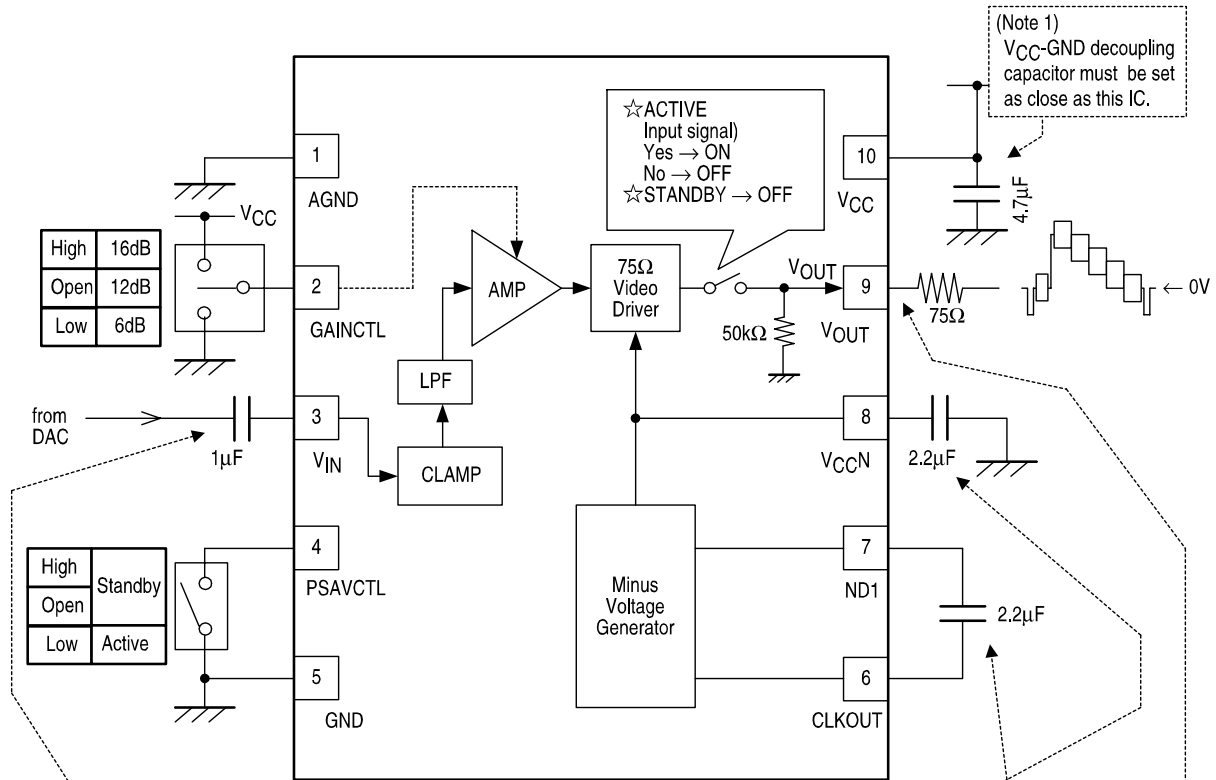 (Note 1)
VCC-GND decoupling
capacitor must be set
as close as this IC.
☆ACTIVE
Input signal)
Yes → ON
No → OFF
☆STANDBY → OFF
1
AGND
10
VCC
4.7μF
VCC
High 16dB
Open 12dB
Low 6dB
2
GAINCTL
AMP
75Ω
Video
Driver
VOUT
50kΩ
9
VOUT
75Ω
← 0V
LPF
from
DAC
1μF
3
VIN
CLAMP
8
VCCN
2.2μF
High
Open
Standby
Low Active
4
PSAVCTL
Minus
Voltage
Generator
7
ND1
2.2μF
5
GND
6
CLKOUT